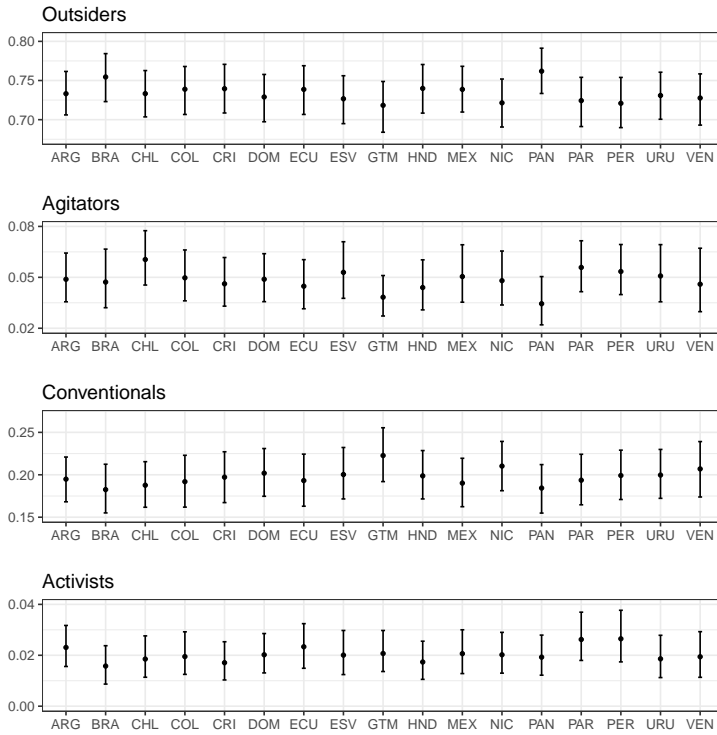 Outsiders
0.80
0.75
0.70
ARG BRA CHL COL CRI DOM ECU ESV GTM HND MEX NIC PAN PAR PER URU VEN
Agitators
0.08
0.05
0.02
ARG BRA CHL COL CRI DOM ECU ESV GTM HND MEX NIC PAN PAR PER URU VEN
Conventionals
0.25
0.20
0.15
ARG BRA CHL COL CRI DOM ECU ESV GTM HND MEX NIC PAN PAR PER URU VEN
Activists
0.04
0.02
0.00
ARG BRA CHL COL CRI DOM ECU ESV GTM HND MEX NIC PAN PAR PER URU VEN